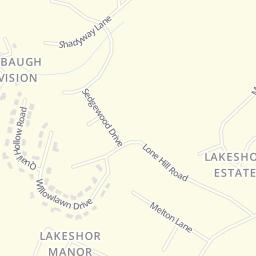 Shadyway Lane
BAUGH
VISION
Sedgewood Drive
Hollow Road
Quail
Willowlawn Drive
Lone Hill Road
LAKESHO
ESTATE
Melton Lane
LAKESHOR
MANOR